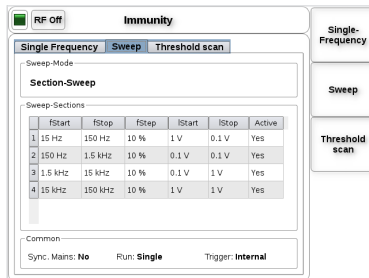 RF Off
Immunity
Single Frequency Sweep Threshold scan
Sweep-Mode
Section-Sweep
Sweep-Sections
fStart fStop fStep lStart lStop Active
1 15 Hz 150 Hz 10 % 1 V 0.1 V Yes
2 150 Hz 1.5 kHz 10 % 0.1 V 0.1 V Yes
3 1.5 kHz 15 kHz 10 % 0.1 V 1 V Yes
4 15 kHz 150 kHz 10 % 1 V 1 V Yes
Common
Sync. Mains: No Run: Single Trigger: Internal
Single-
Frequency
Sweep
Threshold
scan